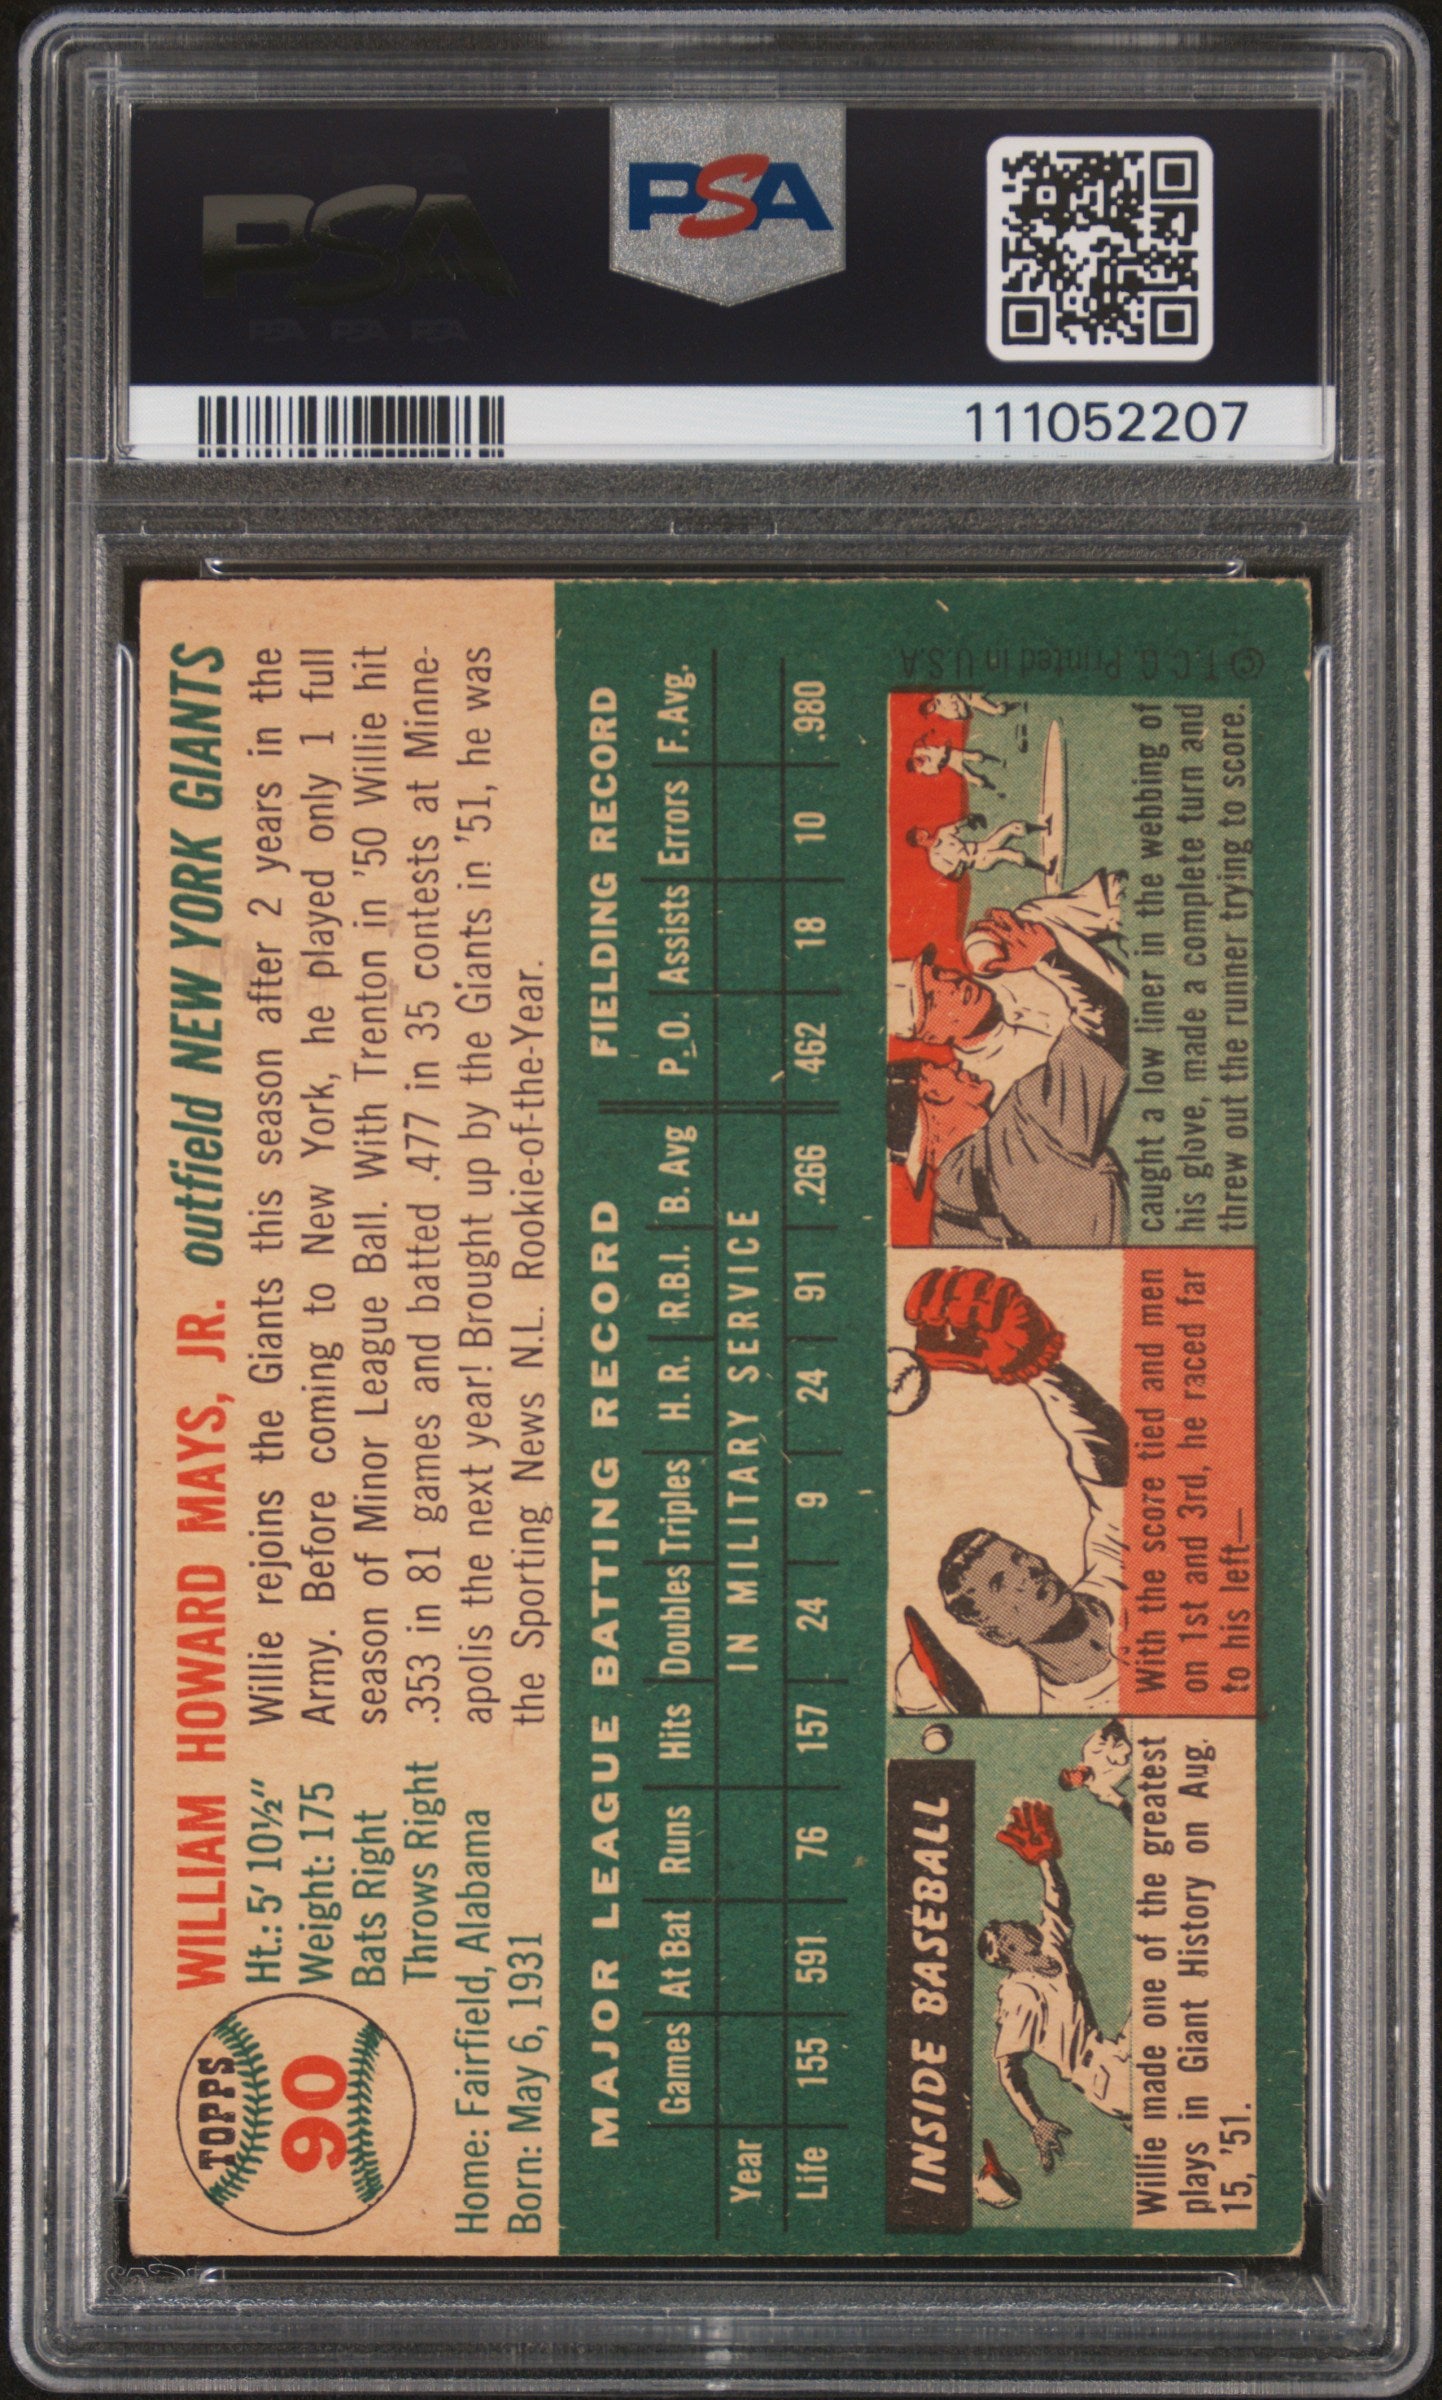 PSA
PSA PSA PSA
PSA
PSA PSA PSA
111052207
TOPPS
90
WILLIAM HOWARD MAYS, JR. outfield NEW YORK GIANTS
Ht.: 5' 10½"
Weight: 175
Bats Right
Throws Right
Home: Fairfield, Alabama
Born: May 6, 1931
Willie rejoins the Giants this season after 2 years in the
Army. Before coming to New York, he played only 1 full
season of Minor League Ball. With Trenton in '50 Willie hit
.353 in 81 games and batted .477 in 35 contests at Minne-
apolis the next year! Brought up by the Giants in '51, he was
the Sporting News N.L. Rookie-of-the-Year.
MAJOR LEAGUE BATTING RECORD FIELDING RECORD
Games At Bat Runs Hits Doubles Triples H. R. R.B.I. B. Avg P. O. Assists Errors F. Avg.
Year IN MILITARY SERVICE
Life 155 591 76 157 24 9 24 91 .266 462 18 10 .980
INSIDE BASEBALL
Willie made one of the greatest
plays in Giant History on Aug.
15, '51.
With the score tied and men
on 1st and 3rd, he raced far
to his left—
caught a low liner in the webbing of
his glove, made a complete turn and
threw out the runner trying to score.
© T.C.G. Printed in U.S.A.